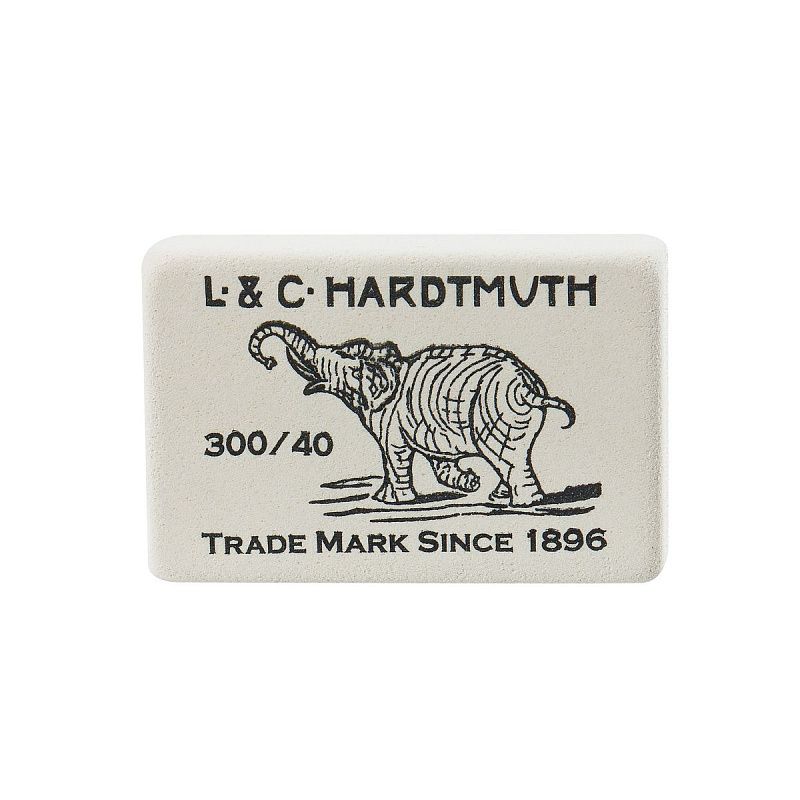 L·&C·HARDTMUTH
300/40
TRADE MARK SINCE 1896